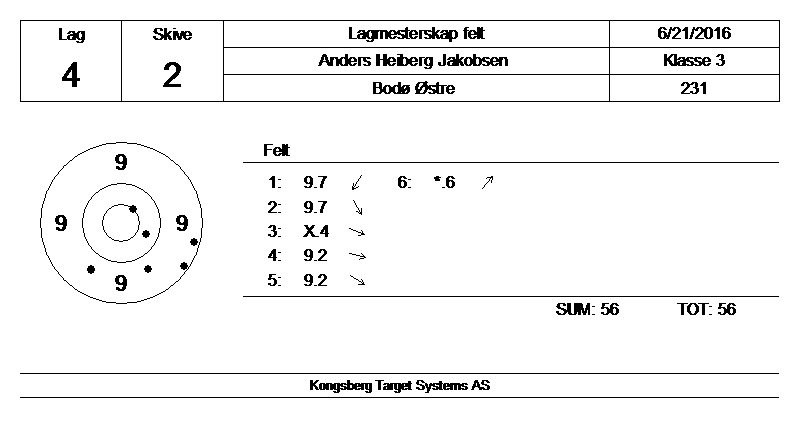 Lag Skive Lagmesterskap felt 6/21/2016
4 2 Anders Heiberg Jakobsen Klasse 3
Bodø Østre 231
Felt
9
9 9
9
1: 9.7 6: *.6
2: 9.7
3: X.4
4: 9.2
5: 9.2
SUM: 56 TOT: 56
Kongsberg Target Systems AS